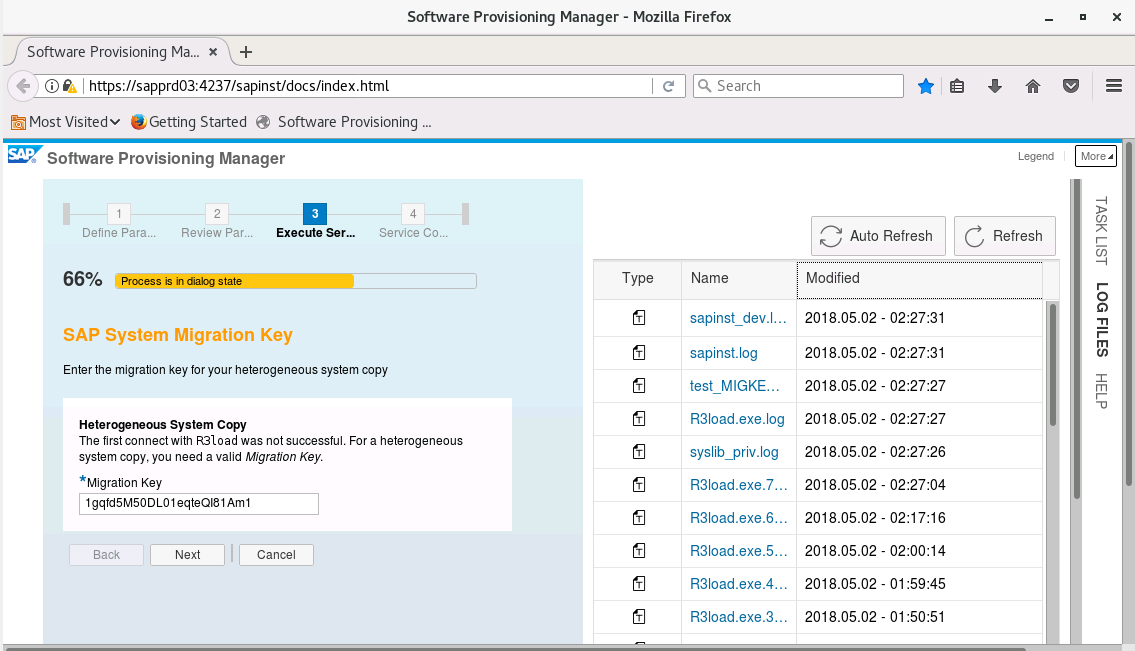 Software Provisioning Manager - Mozilla Firefox
Software Provisioning Ma...
https://sapprd03:4237/sapinst/docs/index.html
Search
Most Visited
Getting Started
Software Provisioning ...
SAP
Software Provisioning Manager
Legend
More
1
2
3
4
Define Para...
Review Par...
Execute Ser...
Service Co...
66%
Process is in dialog state
SAP System Migration Key
Enter the migration key for your heterogeneous system copy
Heterogeneous System Copy
The first connect with R3load was not successful. For a heterogeneous
system copy, you need a valid Migration Key.
*Migration Key
1gqfd5M50DL01eqteQI81Am1
Back
Next
Cancel
Auto Refresh
Refresh
Type Name Modified
sapinst_dev.l... 2018.05.02 - 02:27:31
sapinst.log 2018.05.02 - 02:27:31
test_MIGKE... 2018.05.02 - 02:27:27
R3load.exe.log 2018.05.02 - 02:27:27
syslib_priv.log 2018.05.02 - 02:27:26
R3load.exe.7... 2018.05.02 - 02:27:04
R3load.exe.6... 2018.05.02 - 02:17:16
R3load.exe.5... 2018.05.02 - 02:00:14
R3load.exe.4... 2018.05.02 - 01:59:45
R3load.exe.3... 2018.05.02 - 01:50:51
TASK LIST
LOG FILES
HELP